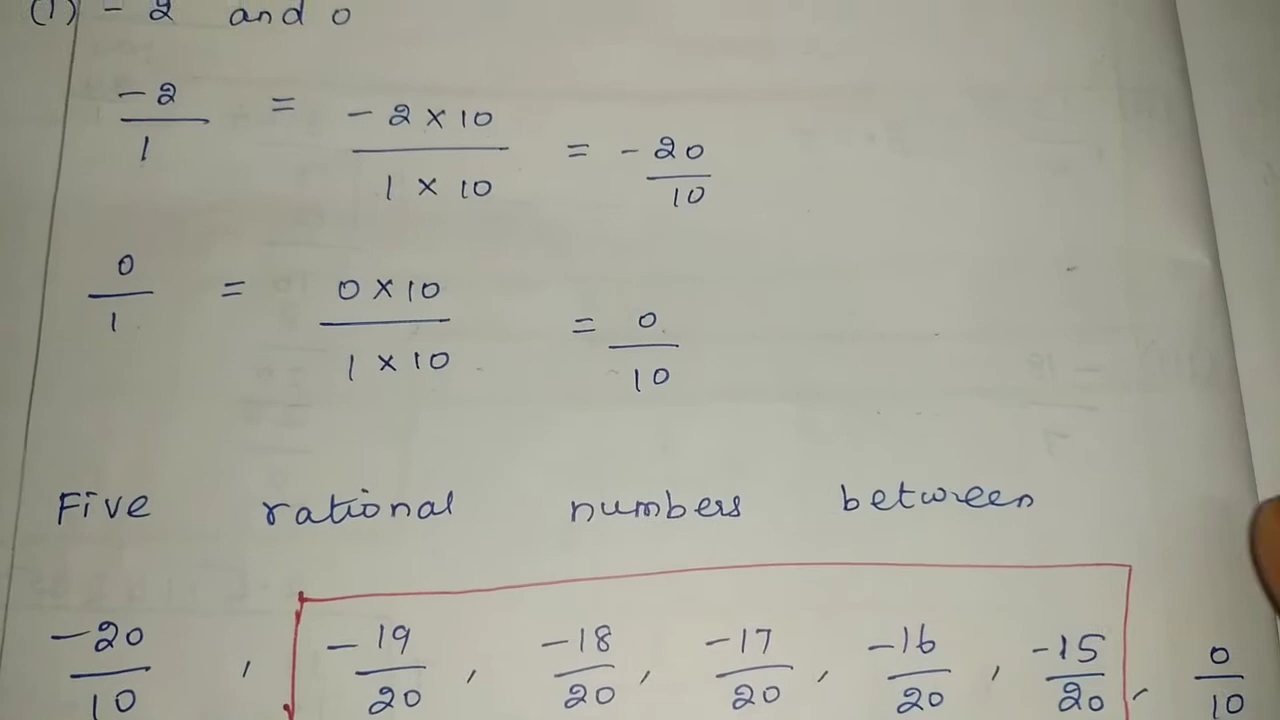 (1) - 2 and 0
-2/1 = -2 × 10/1 × 10 = -20/10
0/1 = 0 × 10/1 × 10 = 0/10
Five rational numbers between
-20/10, -19/20, -18/20, -17/20, -16/20, -15/20, 0/10